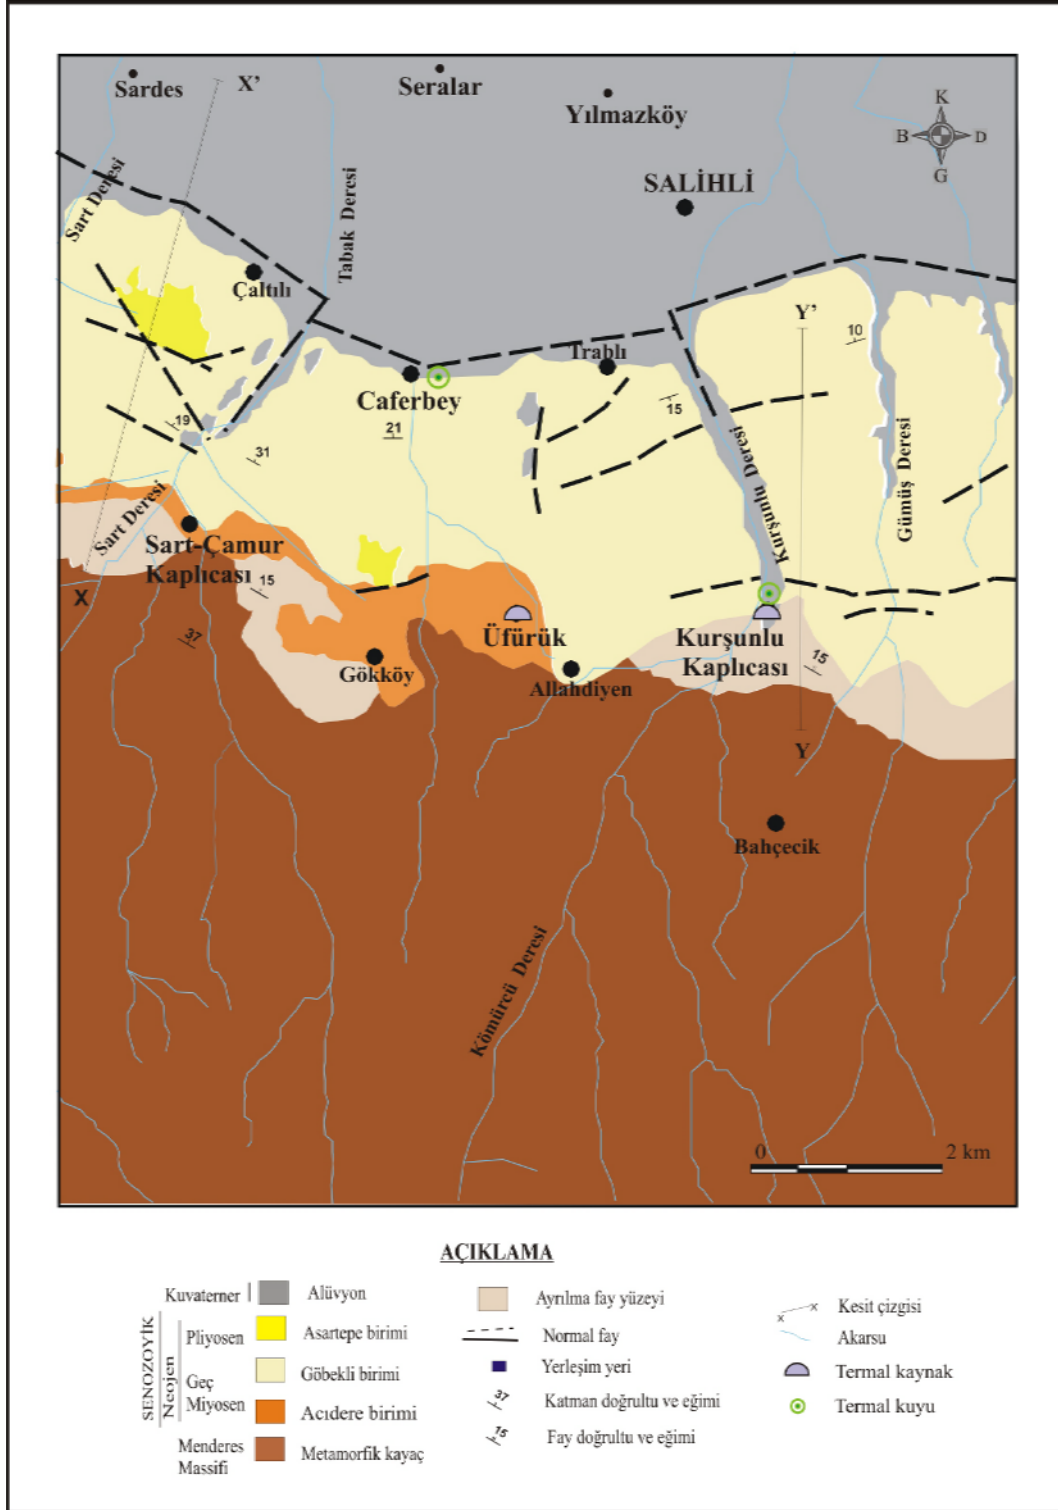 Sardes
X’
Seralar
Yılmazköy
K
B
D
G
SALİHLİ
Sart Deresi
Tabak Deresi
Çaltılı
Y’
10
Trablı
Caferbey
15
19
21
31
Kurşunlu Deresi
Gümüş Deresi
Sart Deresi
Sart-Çamur
Kaplıcası
15
X
37
Üfürük
Kurşunlu
Kaplıcası
15
Gökköy
Allahdiyen
Y
Bahçecik
Kömürcü Deresi
0
2 km
AÇIKLAMA
SENOZOYİK
Neojen
Kuvaterner
Alüvyon
Pliyosen
Asartepe birimi
Geç
Miyosen
Göbekli birimi
Acıdere birimi
Menderes
Massifi
Metamorfik kayaç
Ayrılma fay yüzeyi
Normal fay
Yerleşim yeri
37
Katman doğrultu ve eğimi
15
Fay doğrultu ve eğimi
x
x
Kesit çizgisi
Akarsu
Termal kaynak
Termal kuyu